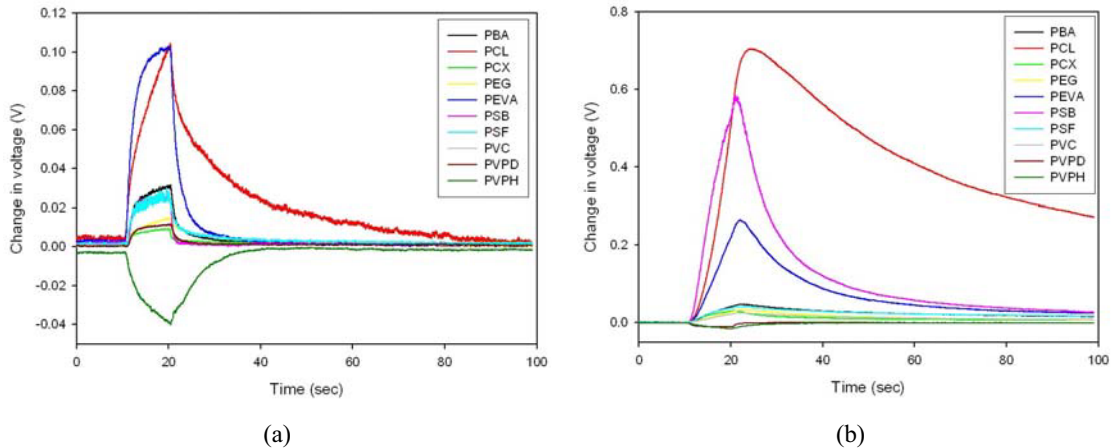 0.12
0.10
0.08
0.06
0.04
0.02
0.00
-0.02
-0.04
Change in voltage (V)
0 20 40 60 80 100
Time (sec)
PBA
PCL
PCX
PEG
PEVA
PSB
PSF
PVC
PVPD
PVPH
(a)
0.8
0.6
0.4
0.2
0.0
Change in voltage (V)
0 20 40 60 80 100
Time (sec)
PBA
PCL
PCX
PEG
PEVA
PSB
PSF
PVC
PVPD
PVPH
(b)